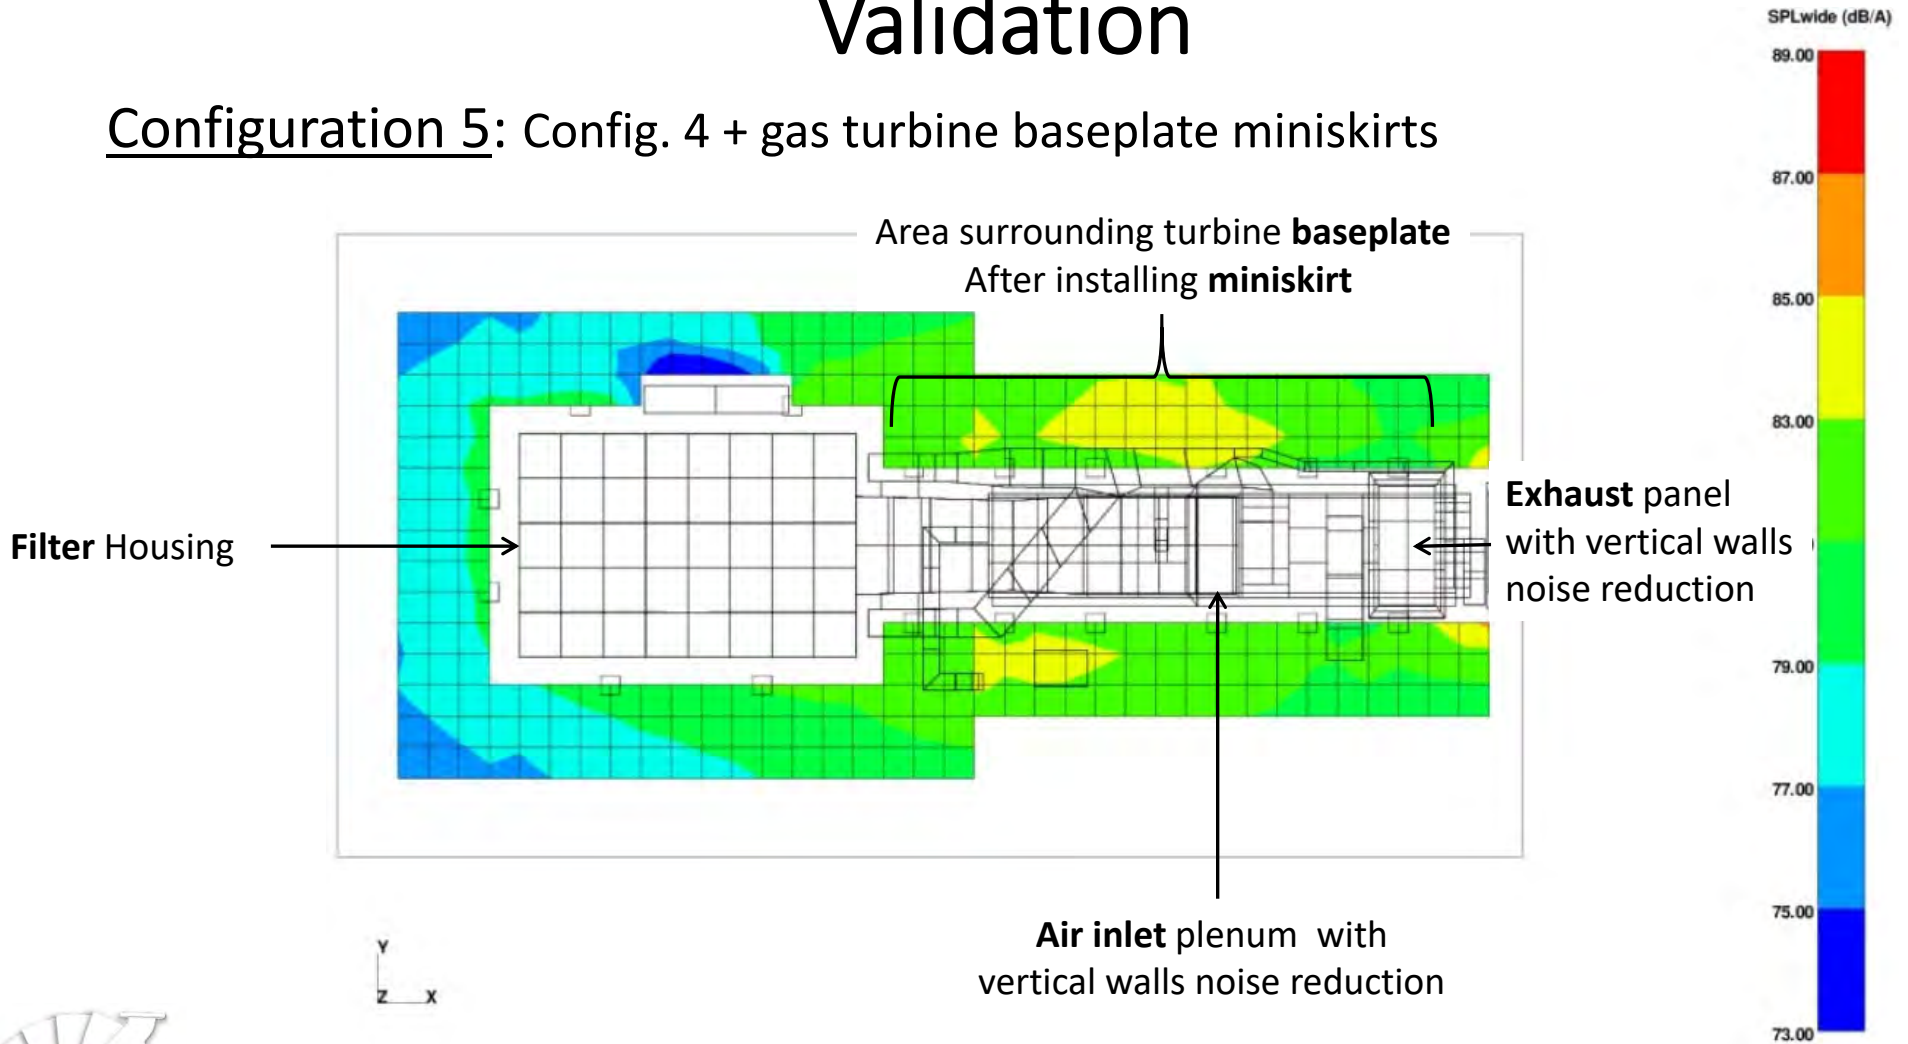 Validation
SPLwide (dB/A)
Configuration 5: Config. 4 + gas turbine baseplate miniskirts
89.00
87.00
85.00
83.00
79.00
77.00
75.00
73.00
Area surrounding turbine baseplate
After installing miniskirt
Filter Housing
Exhaust panel
with vertical walls
noise reduction
Air inlet plenum with
vertical walls noise reduction
Y
Z X